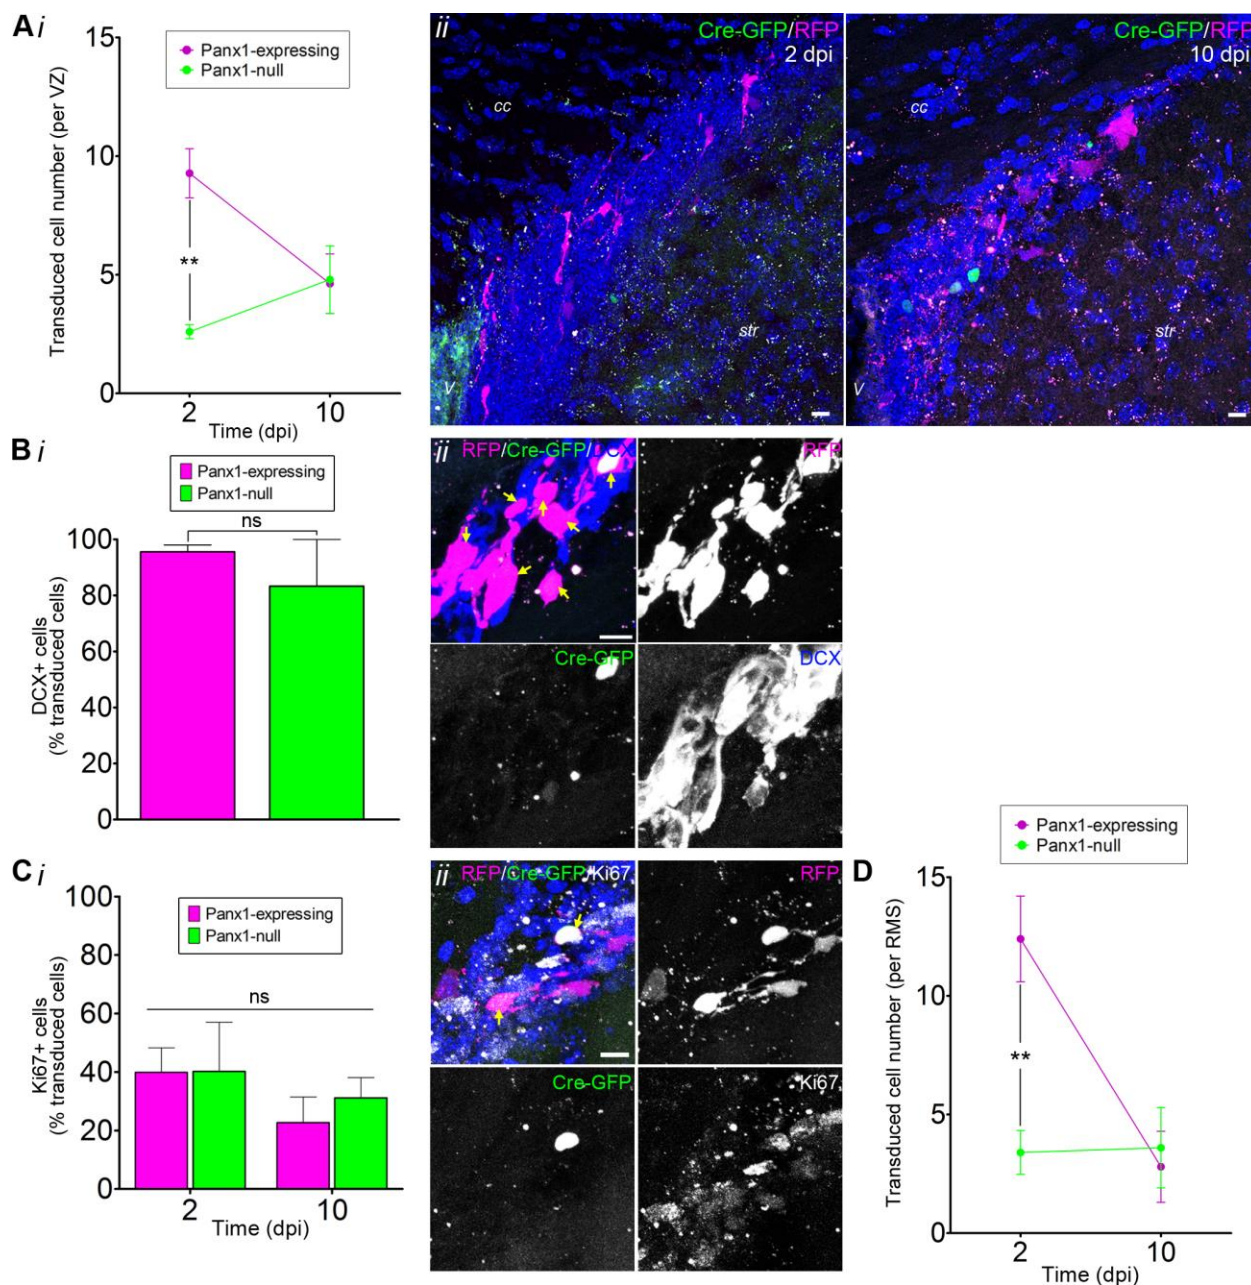 A i
15
10
5
0
Transduced cell number (per VZ)
Panx1-expressing
Panx1-null
**
2
10
Time (dpi)
ii
Cre-GFP/RFP
2 dpi
cc
str
V
Cre-GFP/RFP
10 dpi
cc
str
V
B i
Panx1-expressing
Panx1-null
ns
100
80
60
40
20
0
DCX+ cells
(% transduced cells)
ii
RFP/Cre-GFP/DCX
RFP
Cre-GFP
DCX
C i
100
80
60
40
20
0
Ki67+ cells
(% transduced cells)
Panx1-expressing
Panx1-null
ns
2
10
Time (dpi)
ii
RFP/Cre-GFP/Ki67
RFP
Cre-GFP
Ki67
D
Panx1-expressing
Panx1-null
15
10
5
0
Transduced cell number (per RMS)
**
2
10
Time (dpi)